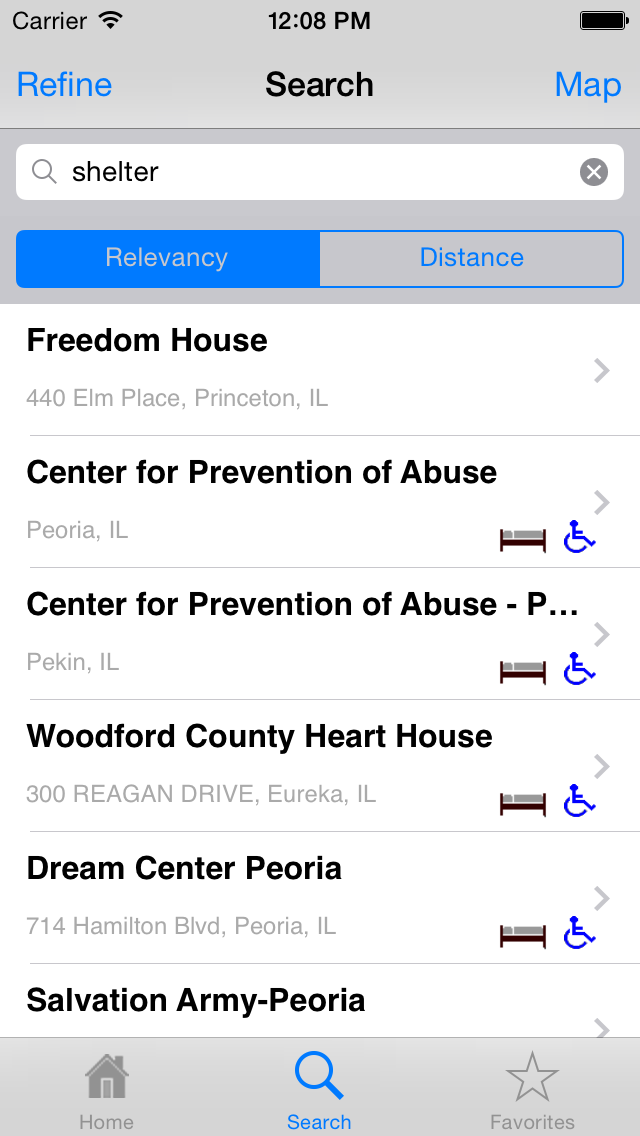 Carrier 12:08 PM
Refine Search Map
shelter
Relevancy Distance
Freedom House
440 Elm Place, Princeton, IL
Center for Prevention of Abuse
Peoria, IL
Center for Prevention of Abuse - P...
Pekin, IL
Woodford County Heart House
300 REAGAN DRIVE, Eureka, IL
Dream Center Peoria
714 Hamilton Blvd, Peoria, IL
Salvation Army-Peoria
Home Search Favorites